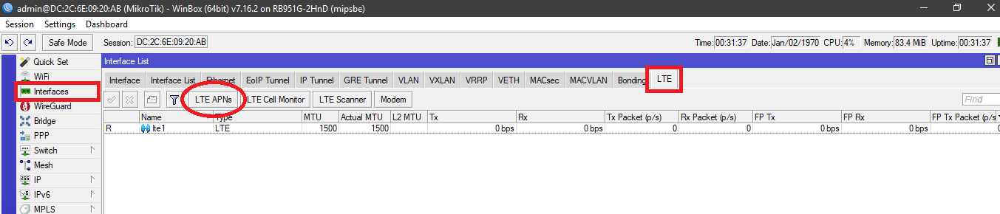 admin@DC:2C:6E:09:20:AB (MikroTik) - WinBox (64bit) v7.16.2 on RB951G-2HnD (mipsbe)
Session Settings Dashboard
Safe Mode Session: DC:2C:6E:09:20:AB Time: 00:31:37 Date: Jan/02/1970 CPU: 4% Memory: 83.4 MiB Uptime: 00:31:37
Quick Set
WiFi
Interfaces
WireGuard
Bridge
PPP
Switch
Mesh
IP
IPv6
MPLS
Interface List
Interface Interface List Ethernet EoIP Tunnel IP Tunnel GRE Tunnel VLAN VXLAN VRRP VETH MACsec MACVLAN Bonding LTE
LTE APNs LTE Cell Monitor LTE Scanner Modem Find
Name Type MTU Actual MTU L2 MTU Tx Rx Tx Packet (p/s) Rx Packet (p/s) FP Tx FP Rx FP Tx Packet (p/s
R lte1 LTE 1500 1500 0 bps 0 bps 0 0 0 bps 0 bps